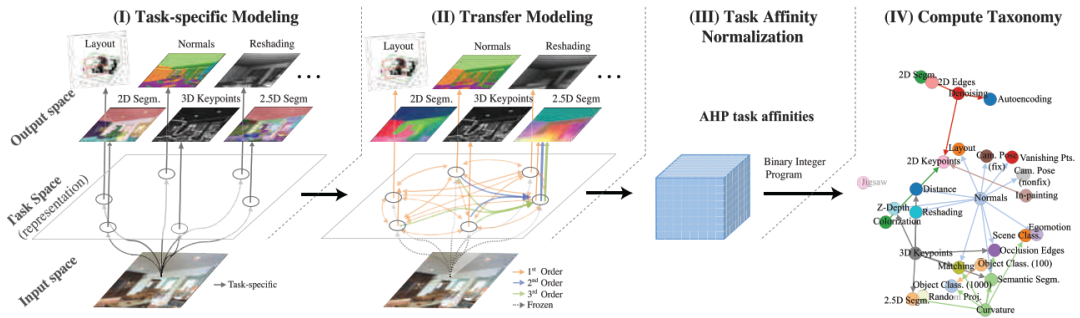 (I) Task-specific Modeling
(II) Transfer Modeling
(III) Task Affinity
Normalization
(IV) Compute Taxonomy
Output space
Task Space
(representation)
Input space
Layout
Normals
Reshading
2D Segm.
3D Keypoints
2.5D Segm.
Task-specific
Layout
Normals
Reshading
2D Segm.
3D Keypoints
2.5D Segm.
1st Order
2nd Order
3rd Order
Frozen
AHP task affinities
Binary Integer
Program
2D Segm.
2D Edges
Denoising
Autoencoding
Layout
2D Keypoints
Cam. Pose
(fix)
Vanishing Pts.
Cam. Pose
(nonfix)
Jigsaw
Distance
In-painting
Normals
Z-Depth
Reshading
Colorization
Egomotion
Scene Class.
3D Keypoints
Occlusion Edges
Matching
Object Class. (100)
Semantic Segm.
Object Class. (1000)
2.5D Segm.
Random Proj.
Curvature